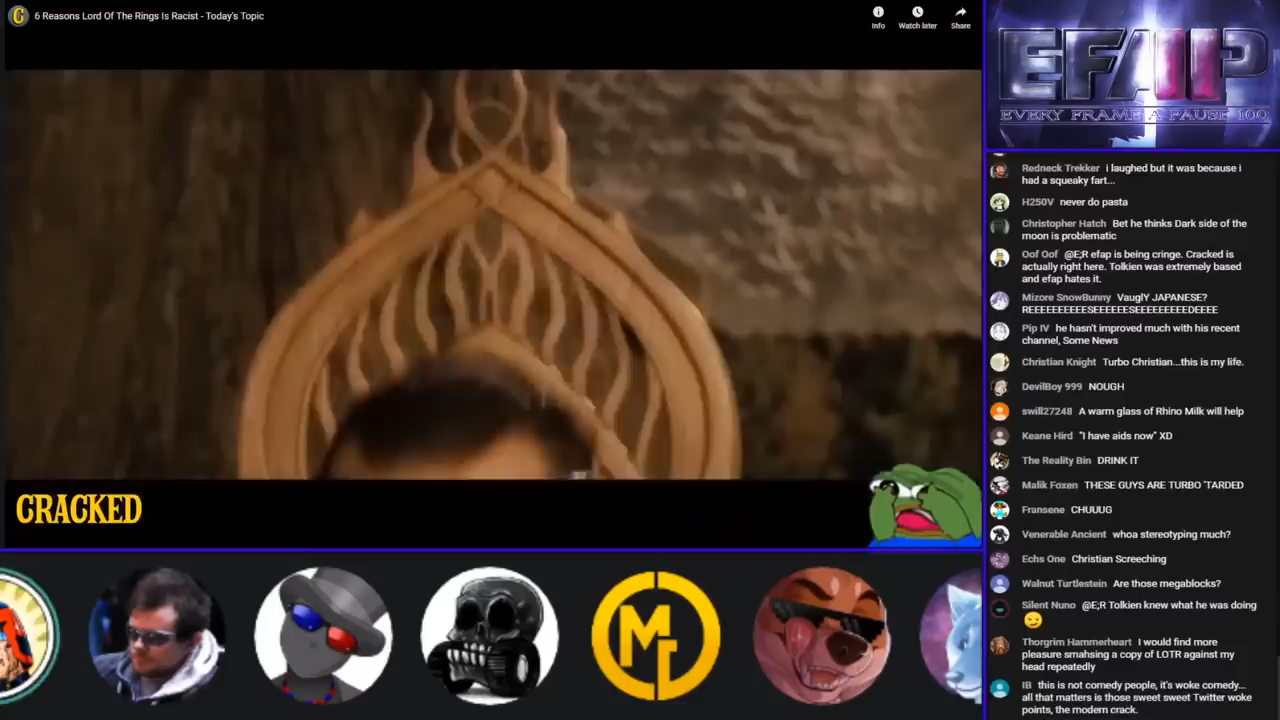 6 Reasons Lord Of The Rings Is Racist - Today's Topic
Info
Watch later
Share
CRACKED
EFAP
EVERY FRAME A PAUSE 100
Redneck Trekker i laughed but it was because i
had a squeaky fart...
H250V never do pasta
Christopher Hatch Bet he thinks Dark side of the
moon is problematic
Oof Oof @E;R efap is being cringe. Cracked is
actually right here. Tolkien was extremely based
and efap hates it.
Mizore SnowBunny VauglY JAPANESE?
REEEEEEEEEESEEEEEESEEEEEEEEEDEEEE
Pip IV he hasn't improved much with his recent
channel, Some News
Christian Knight Turbo Christian...this is my life.
DevilBoy 999 NOUGH
swill27248 A warm glass of Rhino Milk will help
Keane Hird "I have aids now" XD
The Reality Bin DRINK IT
Malik Foxen THESE GUYS ARE TURBO 'TARDED
Fransene CHUUUG
Venerable Ancient whoa stereotyping much?
Echs One Christian Screeching
Walnut Turtlestein Are those megablocks?
Silent Nuno @E;R Tolkien knew what he was doing
Thorgrim Hammerheart I would find more
pleasure smahsing a copy of LOTR against my
head repeatedly
IB this is not comedy people, it's woke comedy...
all that matters is those sweet sweet Twitter woke
points, the modern crack.